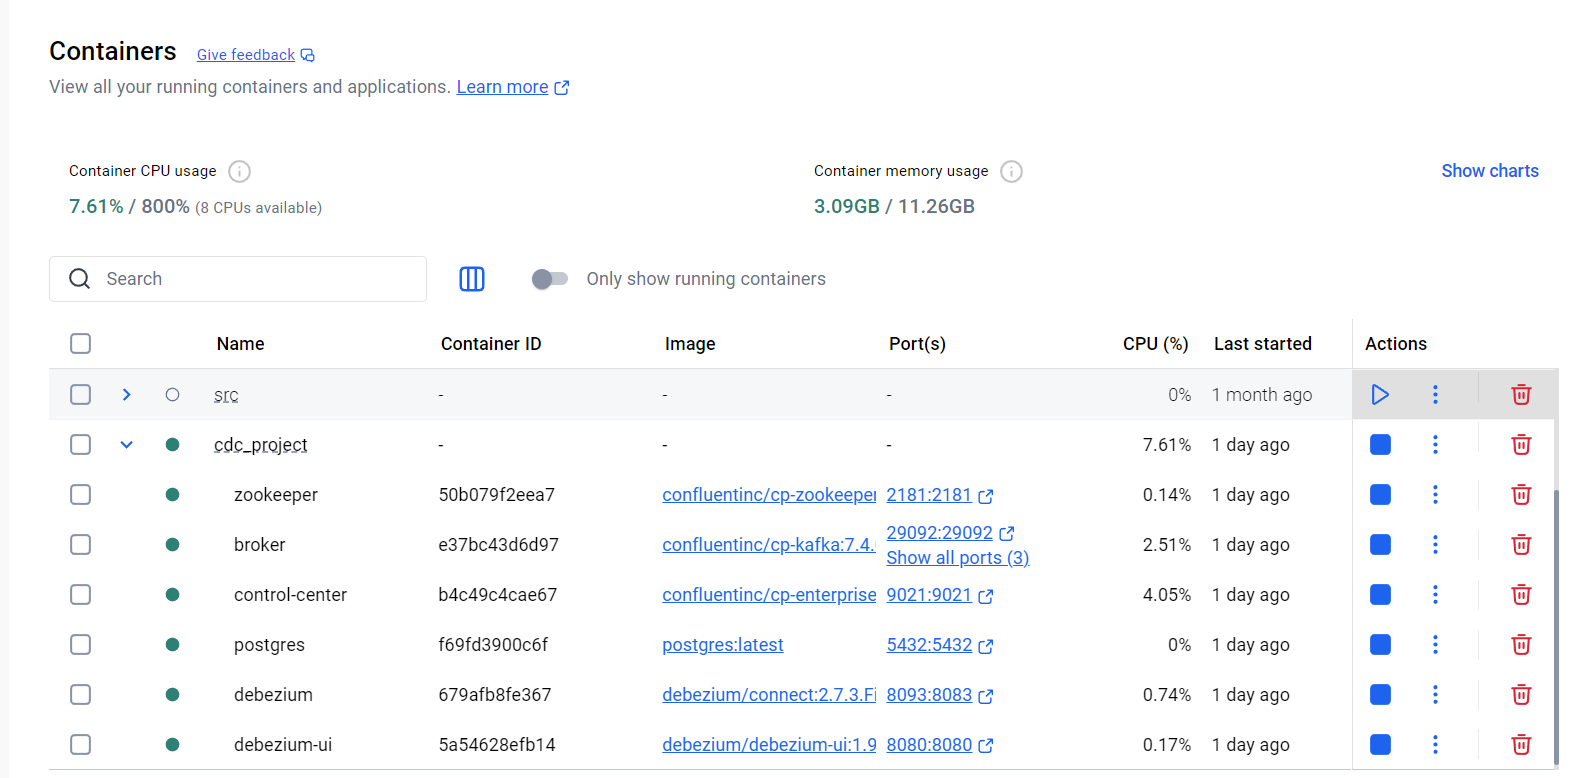 Containers Give feedback
View all your running containers and applications. Learn more
Container CPU usage Container memory usage Show charts
7.61% / 800% (8 CPUs available) 3.09GB / 11.26GB
Search Only show running containers
Name Container ID Image Port(s) CPU (%) Last started Actions
src - - - 0% 1 month ago
cdc_project - - - 7.61% 1 day ago
zookeeper 50b079f2eea7 confluentinc/cp-zookeeper 2181:2181 0.14% 1 day ago
broker e37bc43d6d97 confluentinc/cp-kafka:7.4. 29092:29092 2.51% 1 day ago
Show all ports (3)
control-center b4c49c4cae67 confluentinc/cp-enterprise 9021:9021 4.05% 1 day ago
postgres f69fd3900c6f postgres:latest 5432:5432 0% 1 day ago
debezium 679afb8fe367 debezium/connect:2.7.3.Fi 8093:8083 0.74% 1 day ago
debezium-ui 5a54628efb14 debezium/debezium-ui:1.9 8080:8080 0.17% 1 day ago